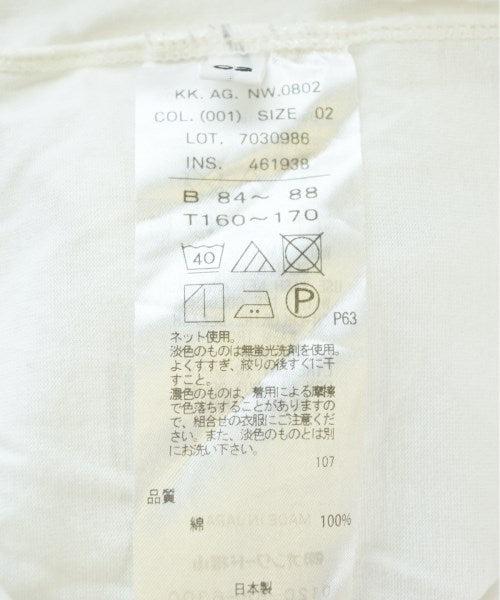 02
KK. AG. NW.0802
COL.(001) SIZE 02
LOT. 7030986
INS. 461938
B 84～ 88
T160～170
40
P
P63
ネット使用。
淡色のものは無蛍光洗剤を使用。
よくすすぎ、絞りの後すぐに干
すこと。
濃色のものは、着用による摩擦
で色落ちすることがありますの
で、組合せの衣服にご注意くだ
さい。また、淡色のものとは別
にお洗い下さい。
107
品質
綿 100%
MADE IN JAPA
日本製